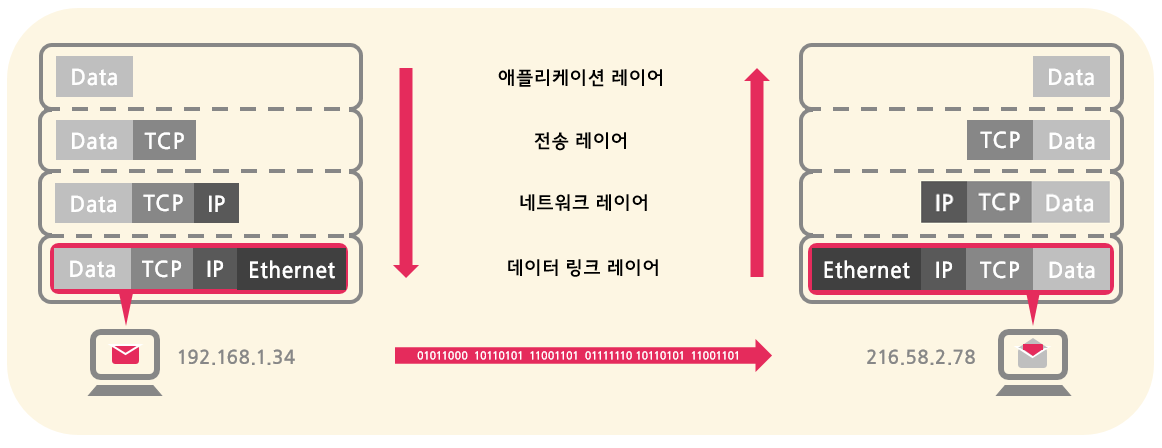 Data
애플리케이션 레이어
Data
Data TCP
전송 레이어
TCP Data
Data TCP IP
네트워크 레이어
IP TCP Data
Data TCP IP Ethernet
데이터 링크 레이어
Ethernet IP TCP Data
192.168.1.34
01011000 10110101 11001101 01111110 10110101 11001101
216.58.2.78